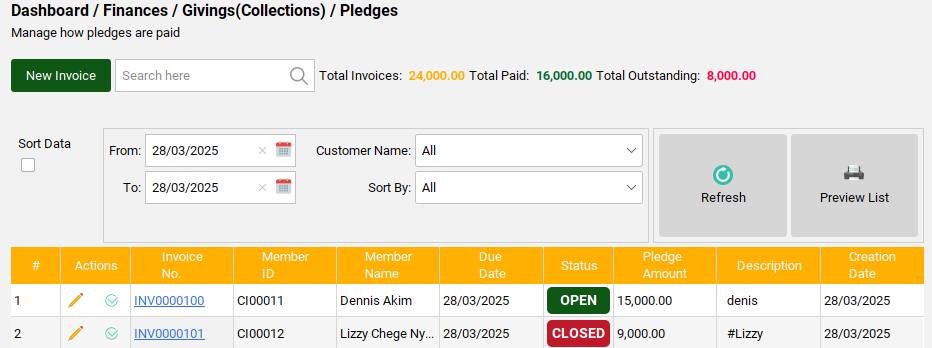 Dashboard / Finances / Givings(Collections) / Pledges
Manage how pledges are paid
New Invoice Search here Total Invoices: 24,000.00 Total Paid: 16,000.00 Total Outstanding: 8,000.00
Sort Data
From: 28/03/2025 Customer Name: All
To: 28/03/2025 Sort By: All
Refresh Preview List
# Actions Invoice No. Member ID Member Name Due Date Status Pledge Amount Description Creation Date
1 INV0000100 CI00011 Dennis Akim 28/03/2025 OPEN 15,000.00 denis 28/03/2025
2 INV0000101 CI00012 Lizzy Chege Ny... 28/03/2025 CLOSED 9,000.00 #Lizzy 28/03/2025